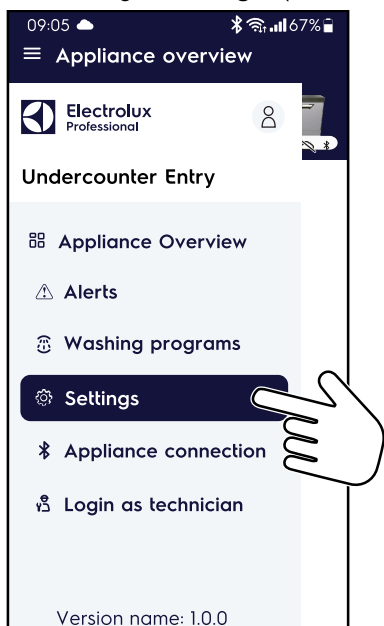 09:05 67%
Appliance overview
Electrolux
Professional
Undercounter Entry
Appliance Overview
Alerts
Washing programs
Settings
Appliance connection
Login as technician
Version name: 1.0.0